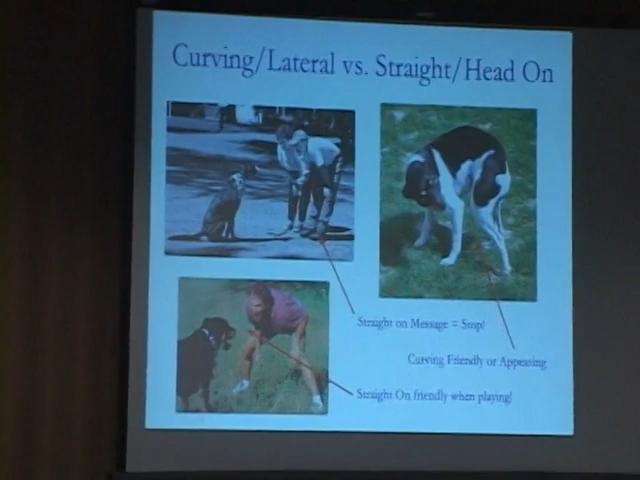 Curving/Lateral vs. Straight/Head On
Straight on Message = Stop!
Curving Friendly or Appeasing
Straight On friendly when playing!